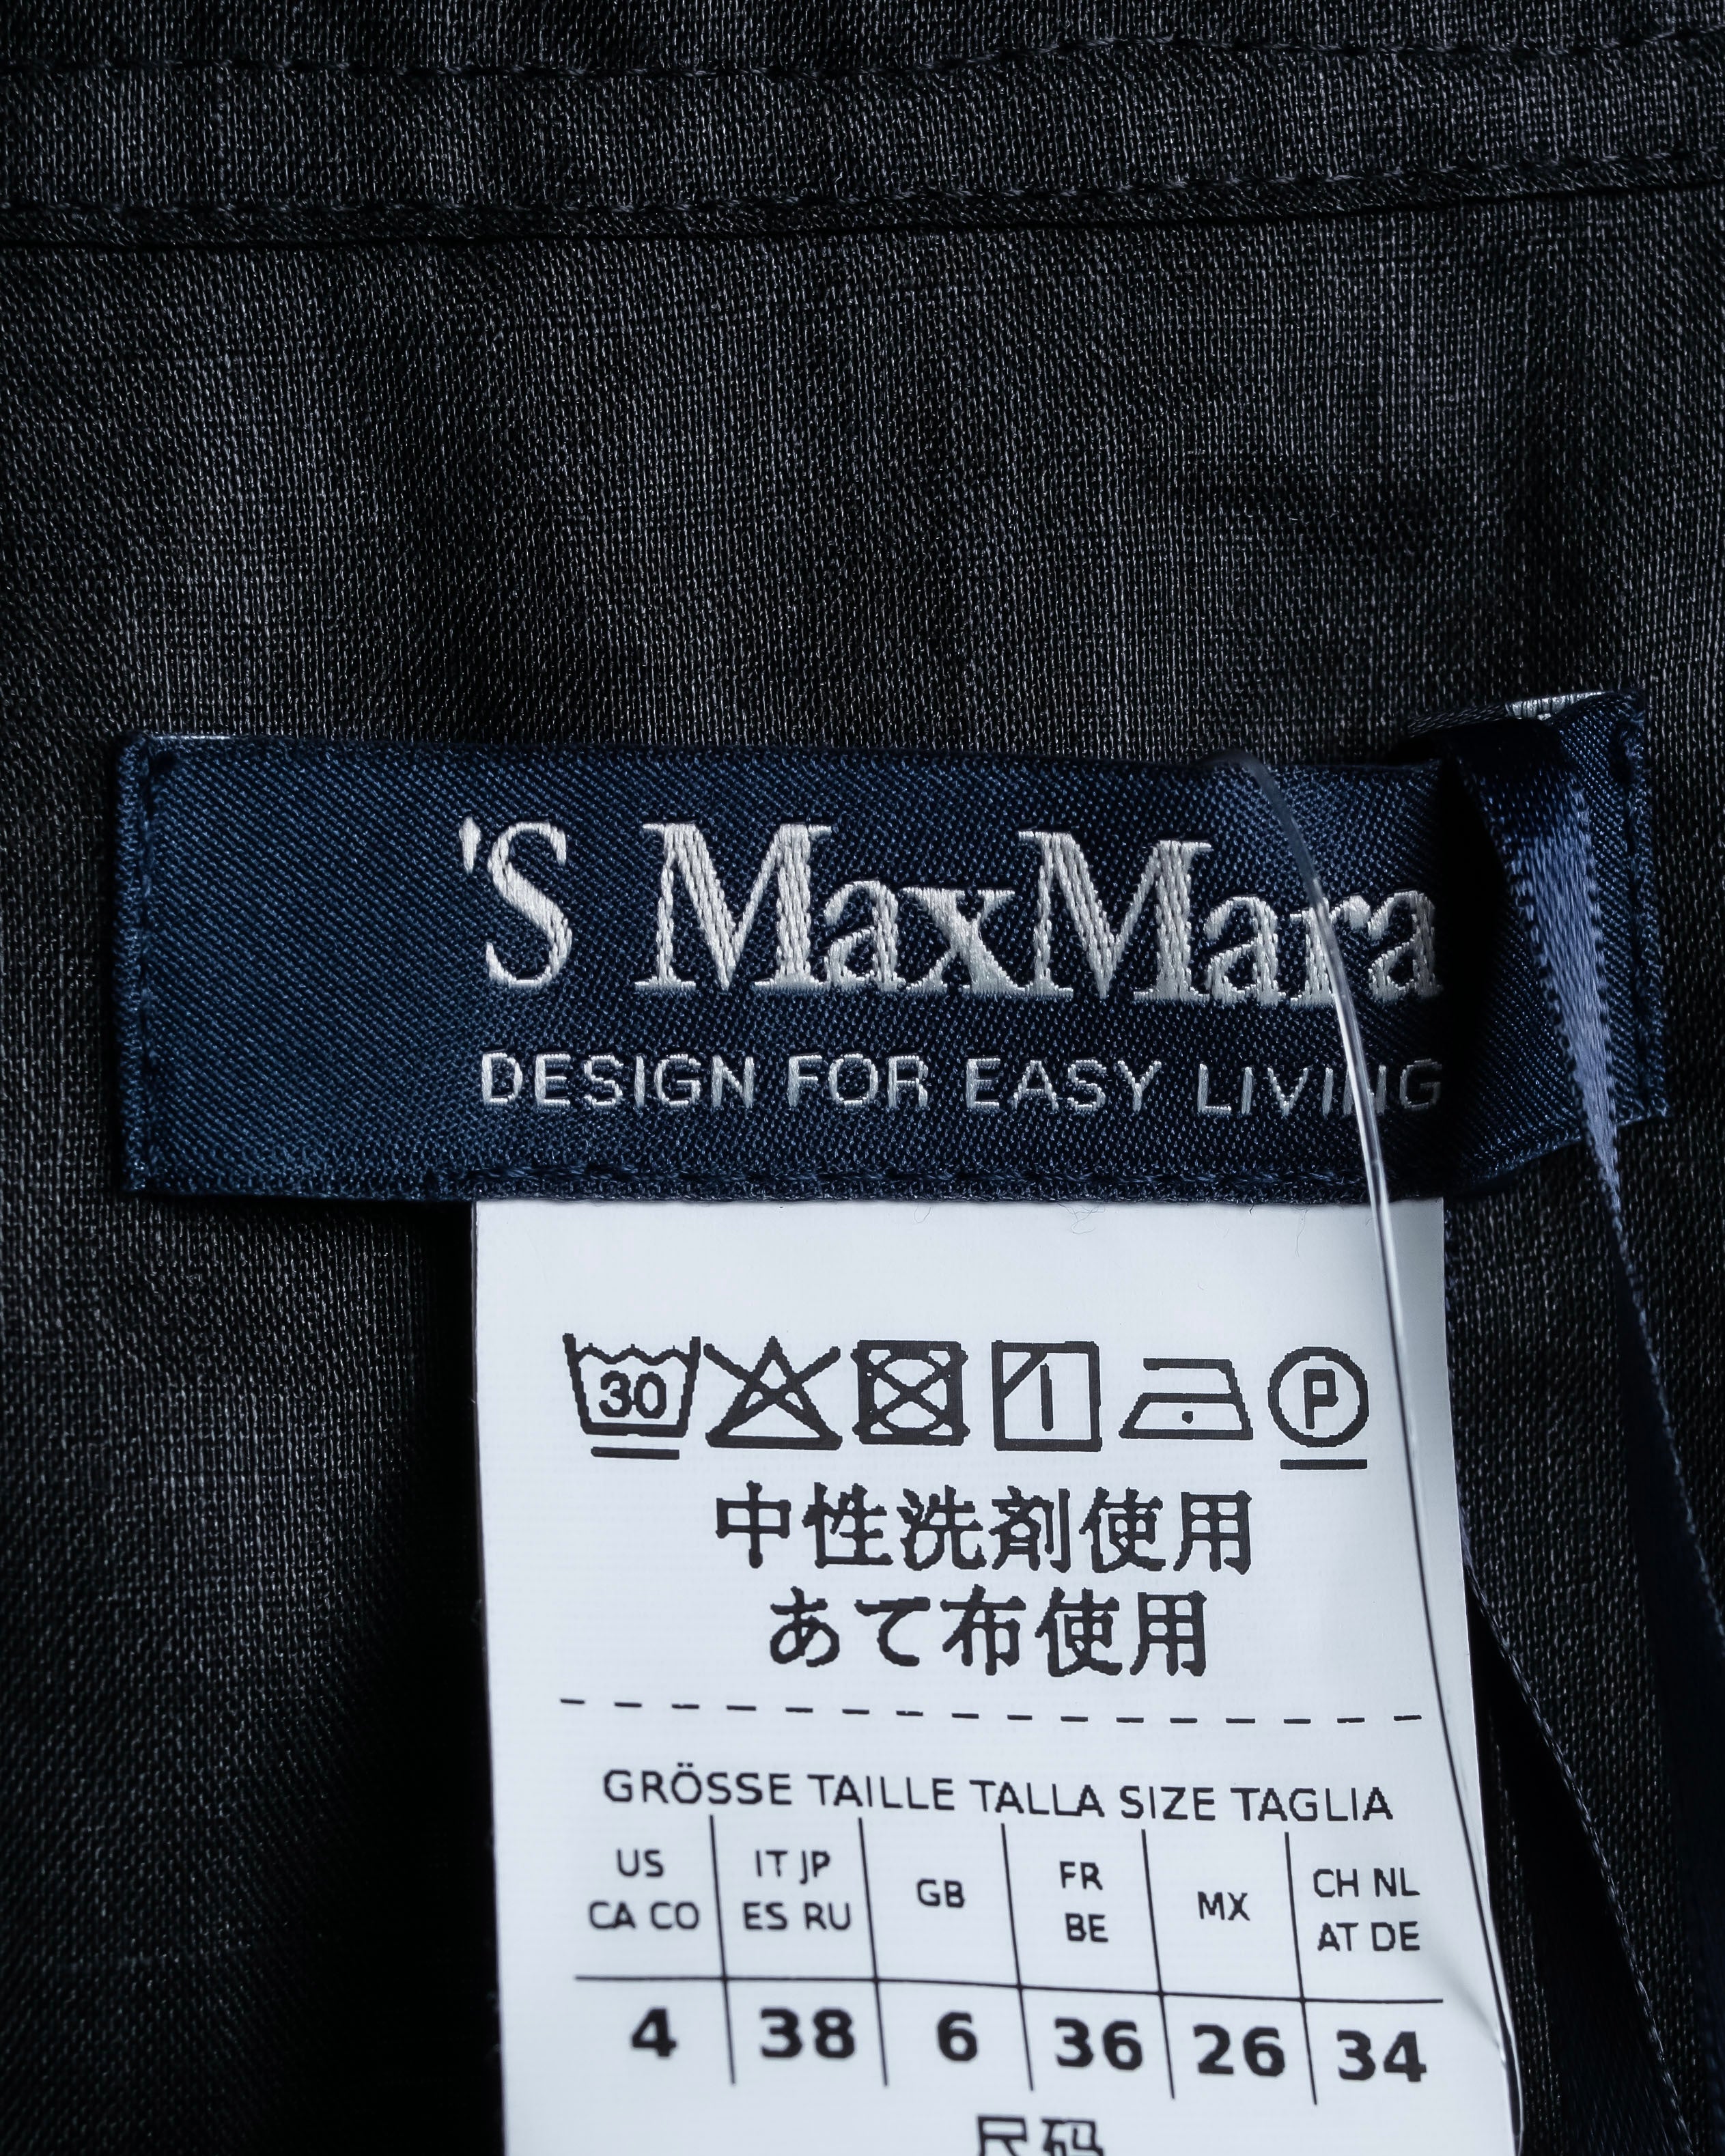 'S MaxMara
DESIGN FOR EASY LIVING
30 P
中性洗剤使用
あて布使用
GRÖSSE TAILLE TALLA SIZE TAGLIA
US CA CO IT JP ES RU GB FR BE MX CH NL AT DE
4 38 6 36 26 34
尺码